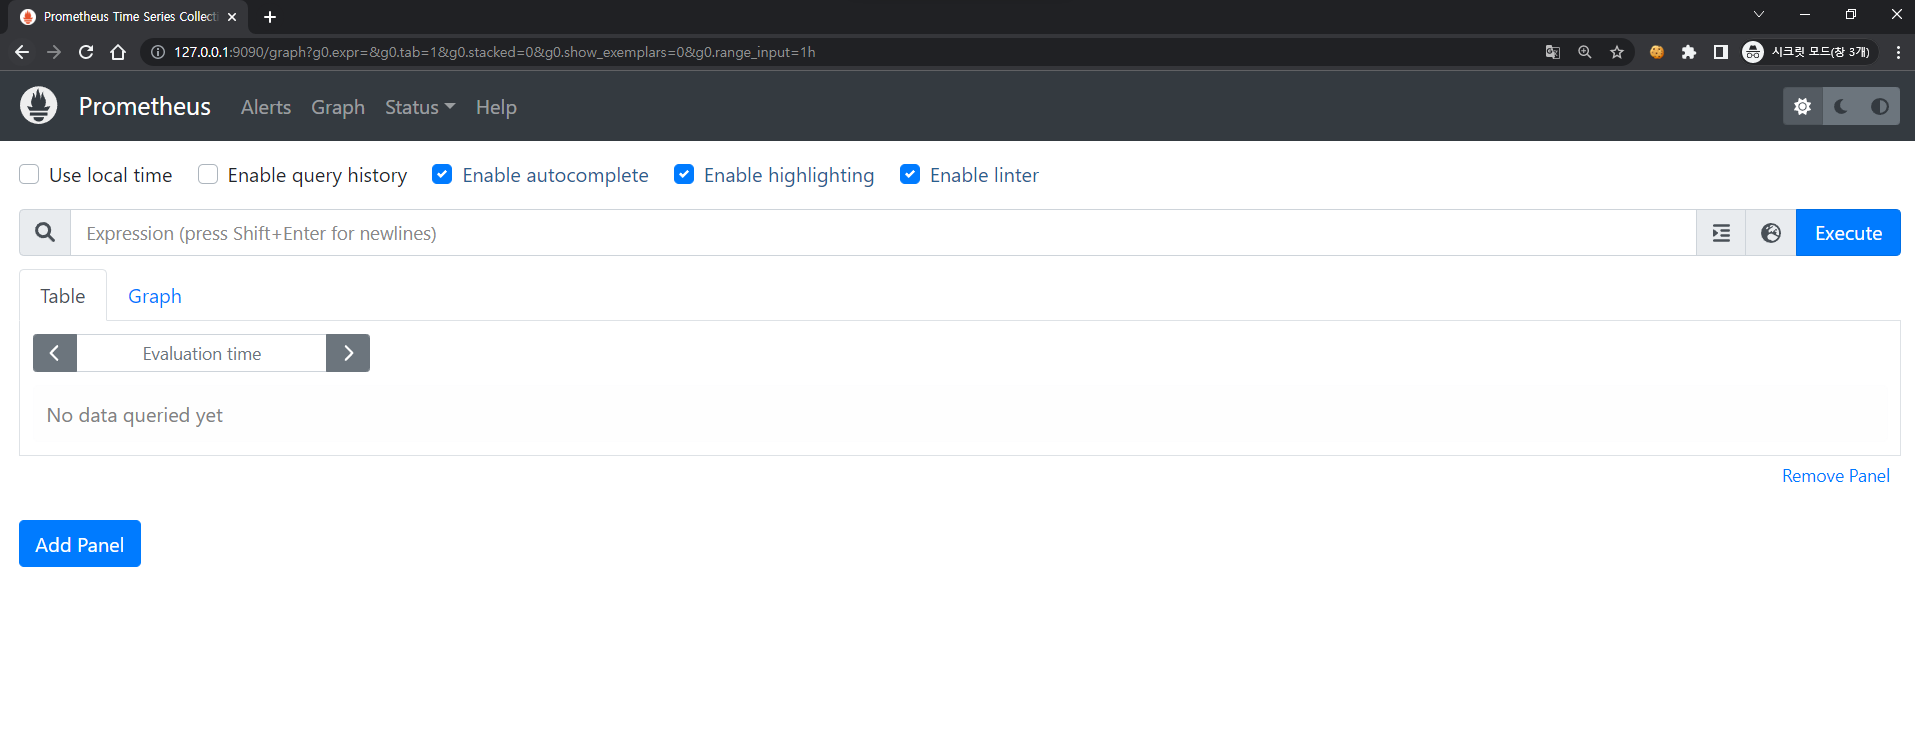 Prometheus Time Series Collecti
127.0.0.1:9090/graph?g0.expr=&g0.tab=1&g0.stacked=0&g0.show_exemplars=0&g0.range_input=1h
시크릿 모드(창 3개)
Prometheus Alerts Graph Status Help
Use local time Enable query history Enable autocomplete Enable highlighting Enable linter
Expression (press Shift+Enter for newlines) Execute
Table Graph
Evaluation time
No data queried yet
Remove Panel
Add Panel